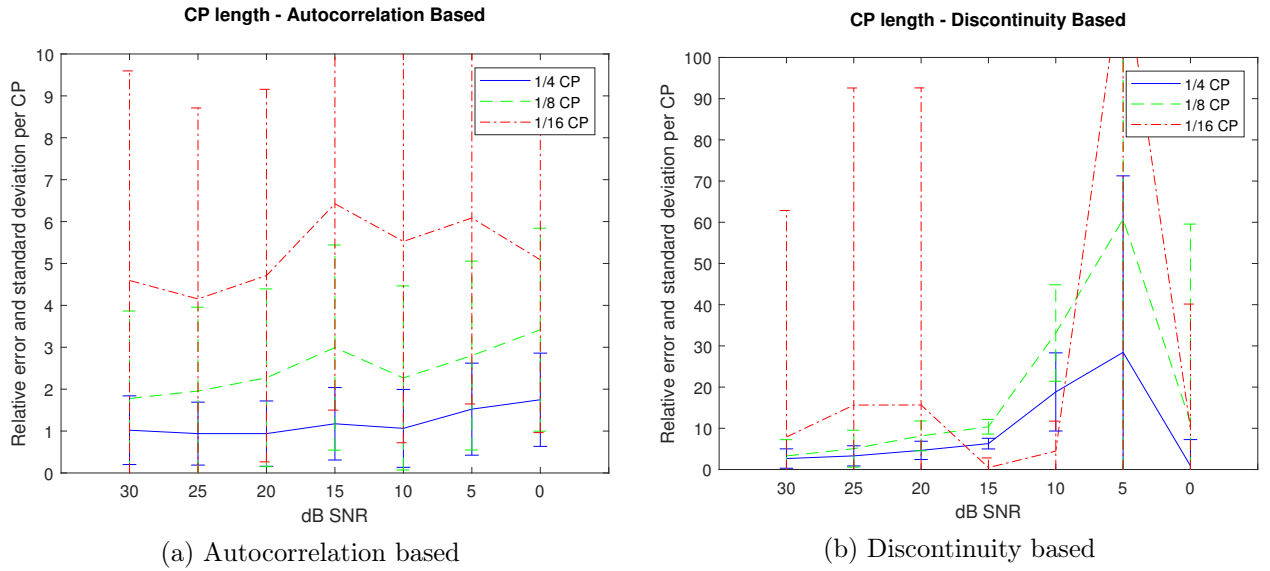 CP length - Autocorrelation Based
Relative error and standard deviation per CP
10
9
8
7
6
5
4
3
2
1
0
1/4 CP
1/8 CP
1/16 CP
30 25 20 15 10 5 0
dB SNR
(a) Autocorrelation based
CP length - Discontinuity Based
Relative error and standard deviation per CP
100
90
80
70
60
50
40
30
20
10
0
1/4 CP
1/8 CP
1/16 CP
30 25 20 15 10 5 0
dB SNR
(b) Discontinuity based